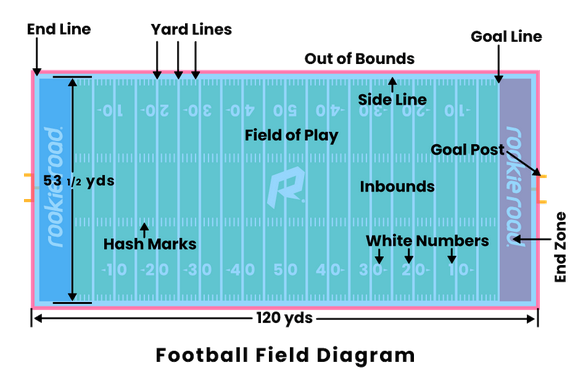 End Line
Yard Lines
Goal Line
Out of Bounds
Side Line
-10 -20 -30 -40 50 40- 30- 20- 10-
Field of Play
Goal Post
rookie road.
53 1/2 yds
R
Inbounds
rookie road.
Hash Marks
White Numbers
End Zone
-10 -20 -30 -40 50 40- 30- 20- 10-
120 yds
Football Field Diagram